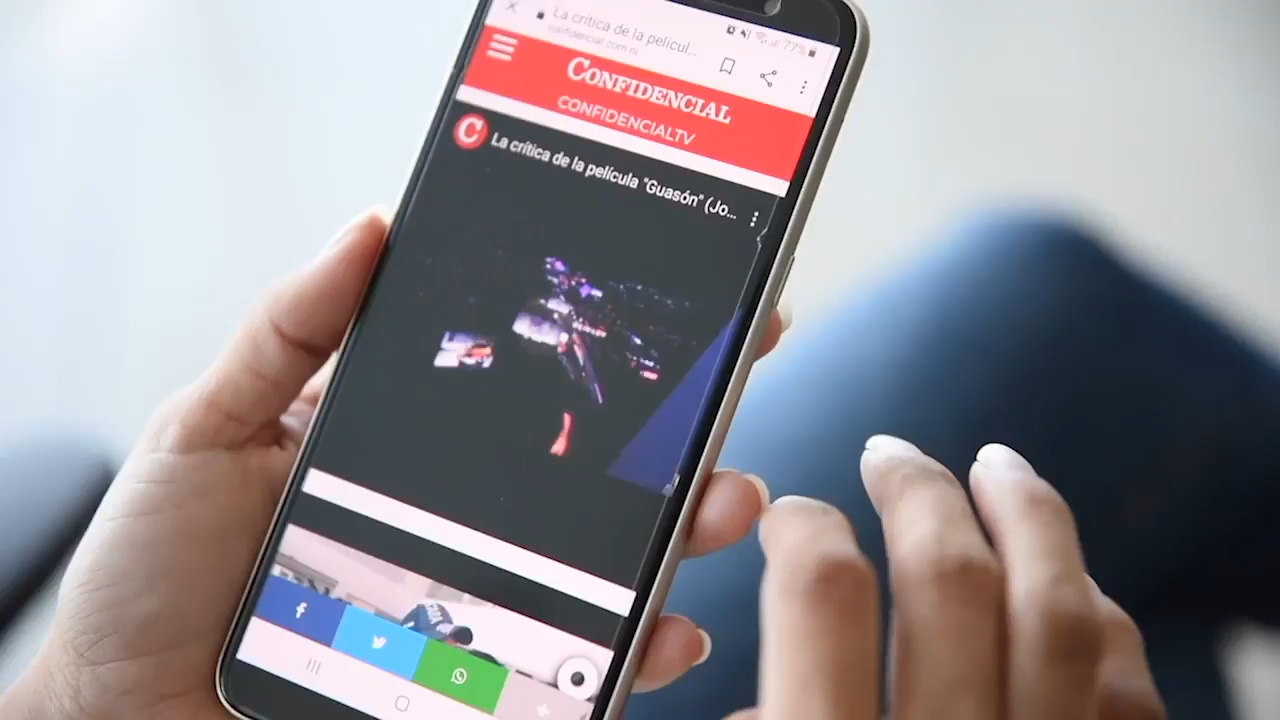 La crítica de la películ...
confidencial.com.ni
77%
CONFIDENCIAL
CONFIDENCIALTV
C
La crítica de la película "Guasón" (Jo...
f